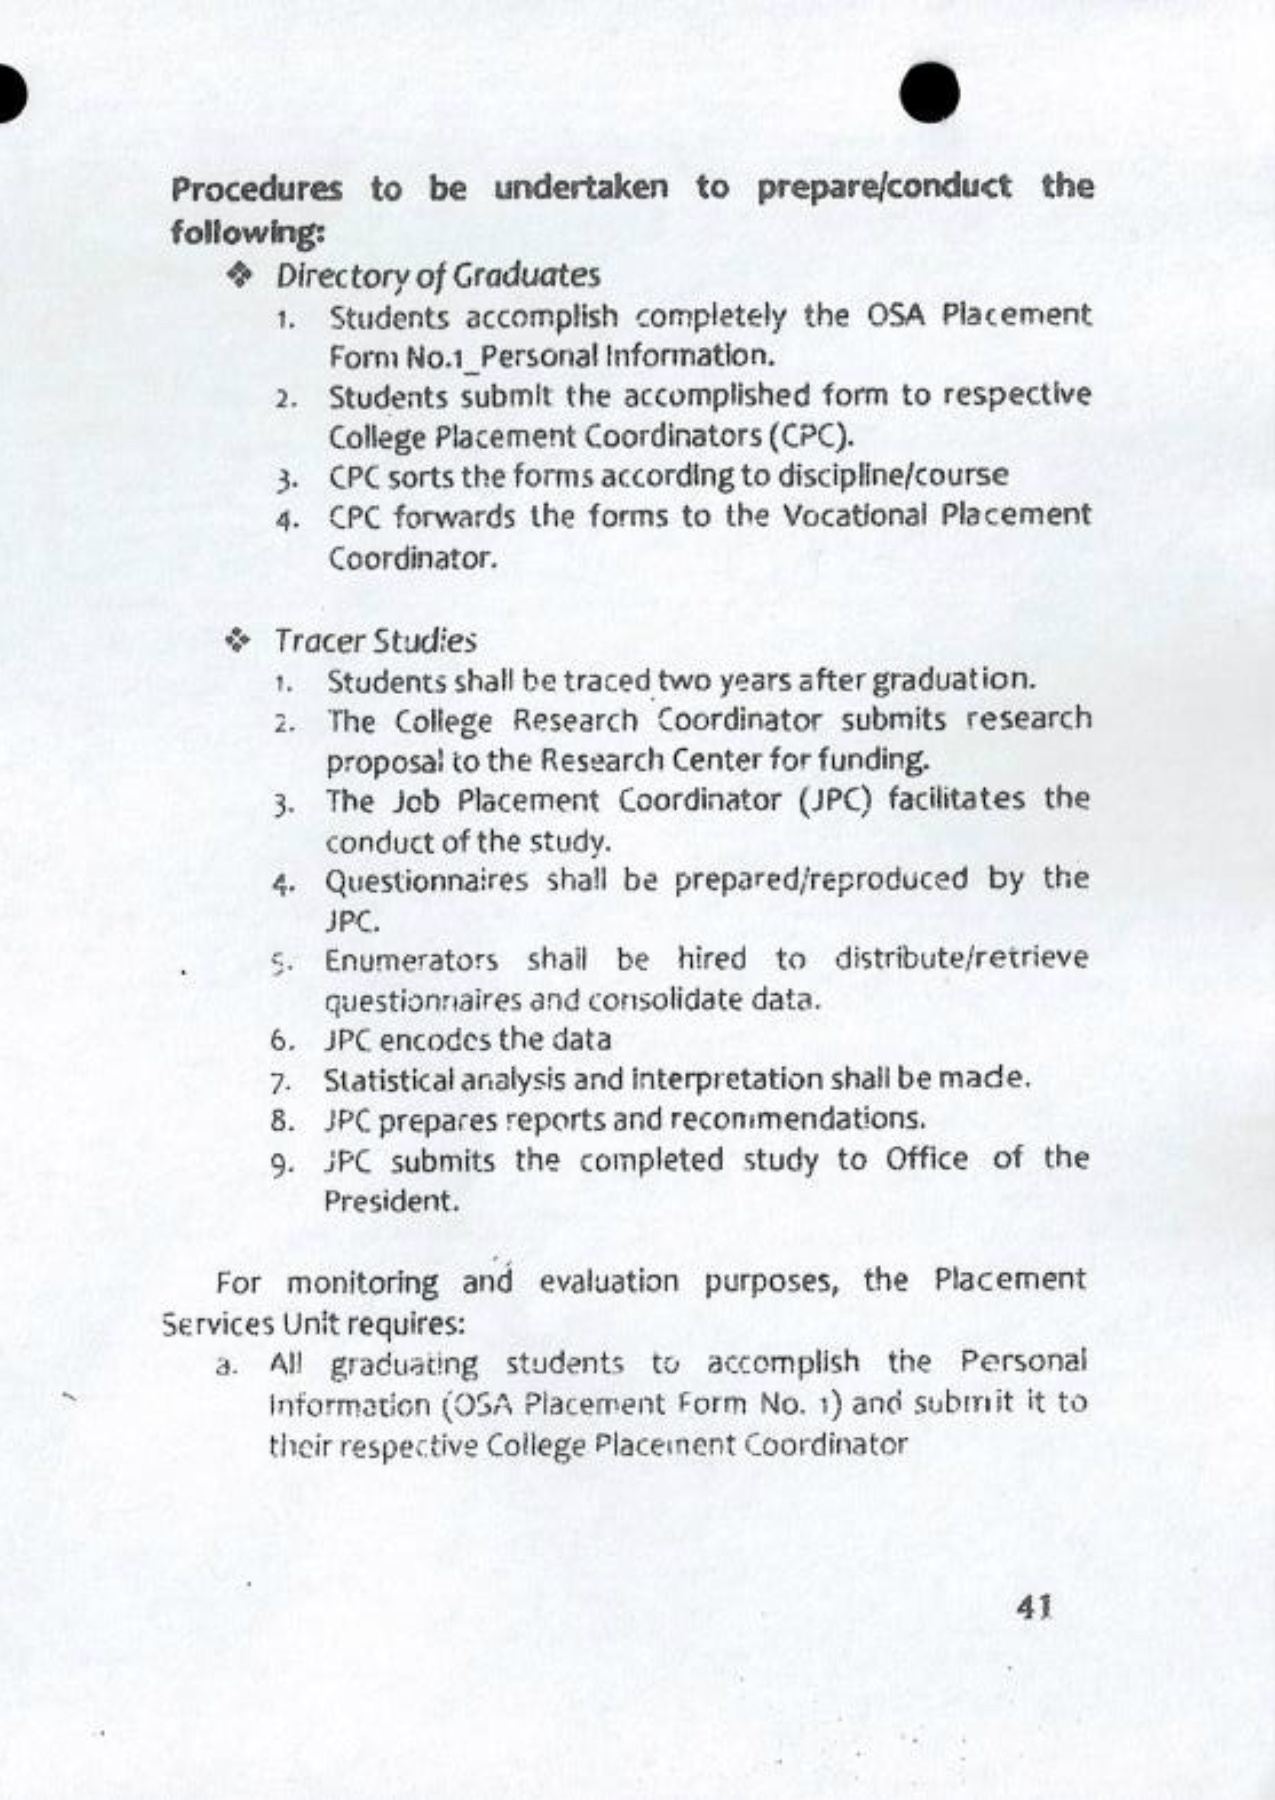 Procedures to be undertaken to prepare/conduct the
following:
❖ Directory of Graduates
1. Students accomplish completely the OSA Placement
Form No.1_Personal Information.
2. Students submit the accomplished form to respective
College Placement Coordinators (CPC).
3. CPC sorts the forms according to discipline/course
4. CPC forwards the forms to the Vocational Placement
Coordinator.
❖ Tracer Studies
1. Students shall be traced two years after graduation.
2. The College Research Coordinator submits research
proposal to the Research Center for funding.
3. The Job Placement Coordinator (JPC) facilitates the
conduct of the study.
4. Questionnaires shall be prepared/reproduced by the
JPC.
5. Enumerators shall be hired to distribute/retrieve
questionnaires and consolidate data.
6. JPC encodes the data
7. Statistical analysis and interpretation shall be made.
8. JPC prepares reports and recommendations.
9. JPC submits the completed study to Office of the
President.
For monitoring and evaluation purposes, the Placement
Services Unit requires:
a. All graduating students to accomplish the Personal
Information (OSA Placement Form No. 1) and submit it to
their respective College Placement Coordinator
41